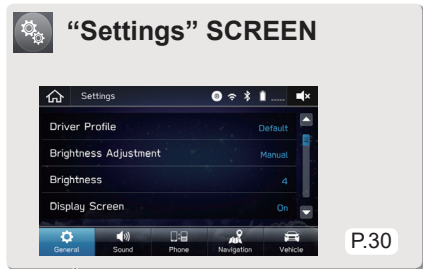 “Settings” SCREEN
Settings
Driver Profile Default
Brightness Adjustment Manual
Brightness 4
Display Screen On
General Sound Phone Navigation Vehicle
P.30